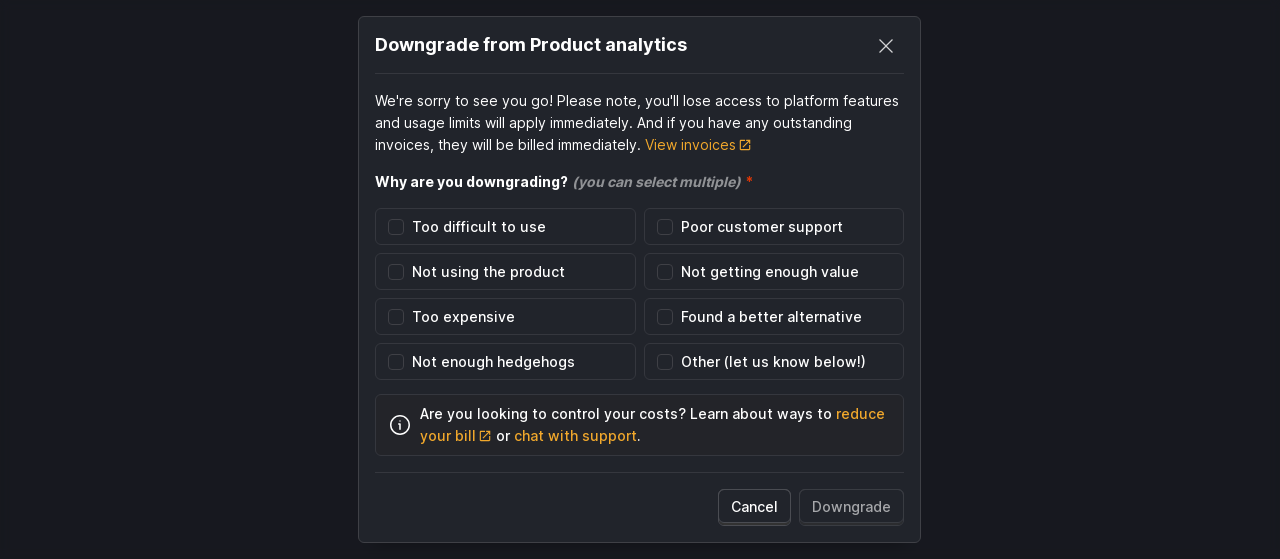 Downgrade from Product analytics
We're sorry to see you go! Please note, you'll lose access to platform features
and usage limits will apply immediately. And if you have any outstanding
invoices, they will be billed immediately. View invoices
Why are you downgrading? (you can select multiple) *
Too difficult to use
Poor customer support
Not using the product
Not getting enough value
Too expensive
Found a better alternative
Not enough hedgehogs
Other (let us know below!)
Are you looking to control your costs? Learn about ways to reduce
your bill or chat with support.
Cancel
Downgrade